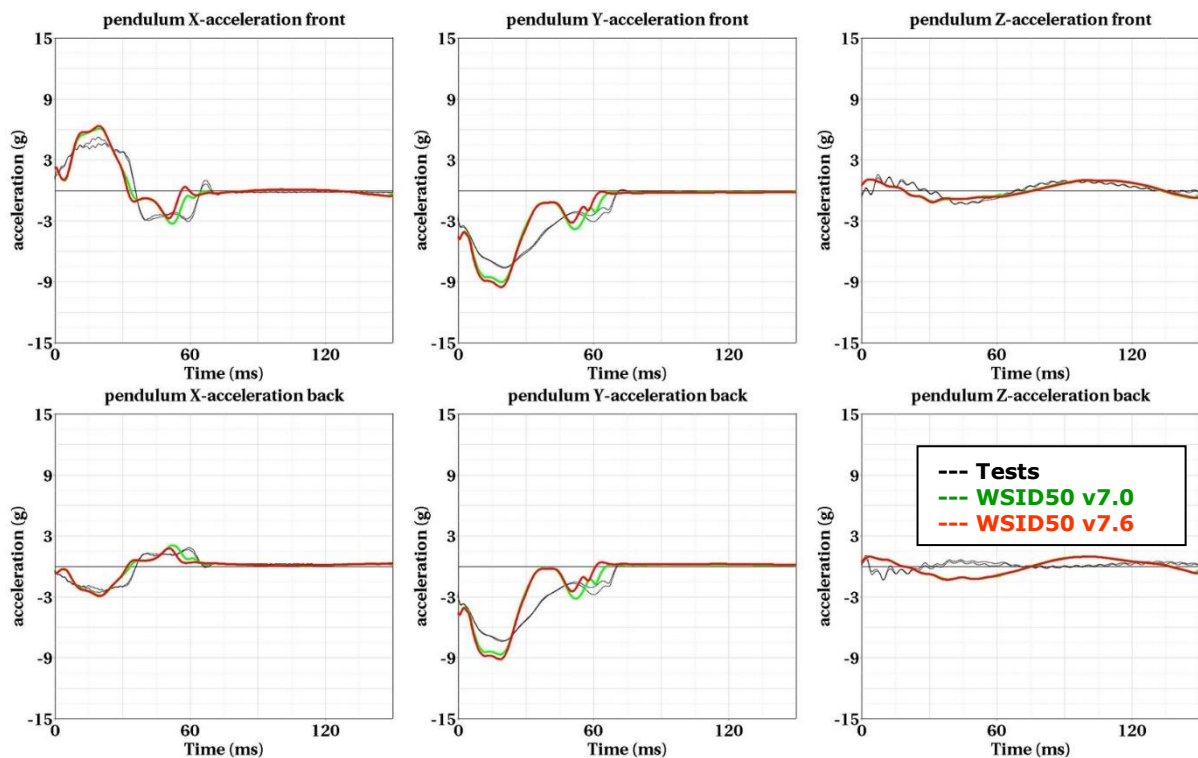 pendulum X-acceleration front
15
9
3
-3
-9
-15
acceleration (g)
0
60
120
Time (ms)
pendulum Y-acceleration front
15
9
3
-3
-9
-15
acceleration (g)
0
60
120
Time (ms)
pendulum Z-acceleration front
15
9
3
-3
-9
-15
acceleration (g)
0
60
120
Time (ms)
pendulum X-acceleration back
15
9
3
-3
-9
-15
acceleration (g)
0
60
120
Time (ms)
pendulum Y-acceleration back
15
9
3
-3
-9
-15
acceleration (g)
0
60
120
Time (ms)
pendulum Z-acceleration back
15
9
3
-3
-9
-15
acceleration (g)
0
60
120
Time (ms)
--- Tests
--- WSID50 v7.0
--- WSID50 v7.6